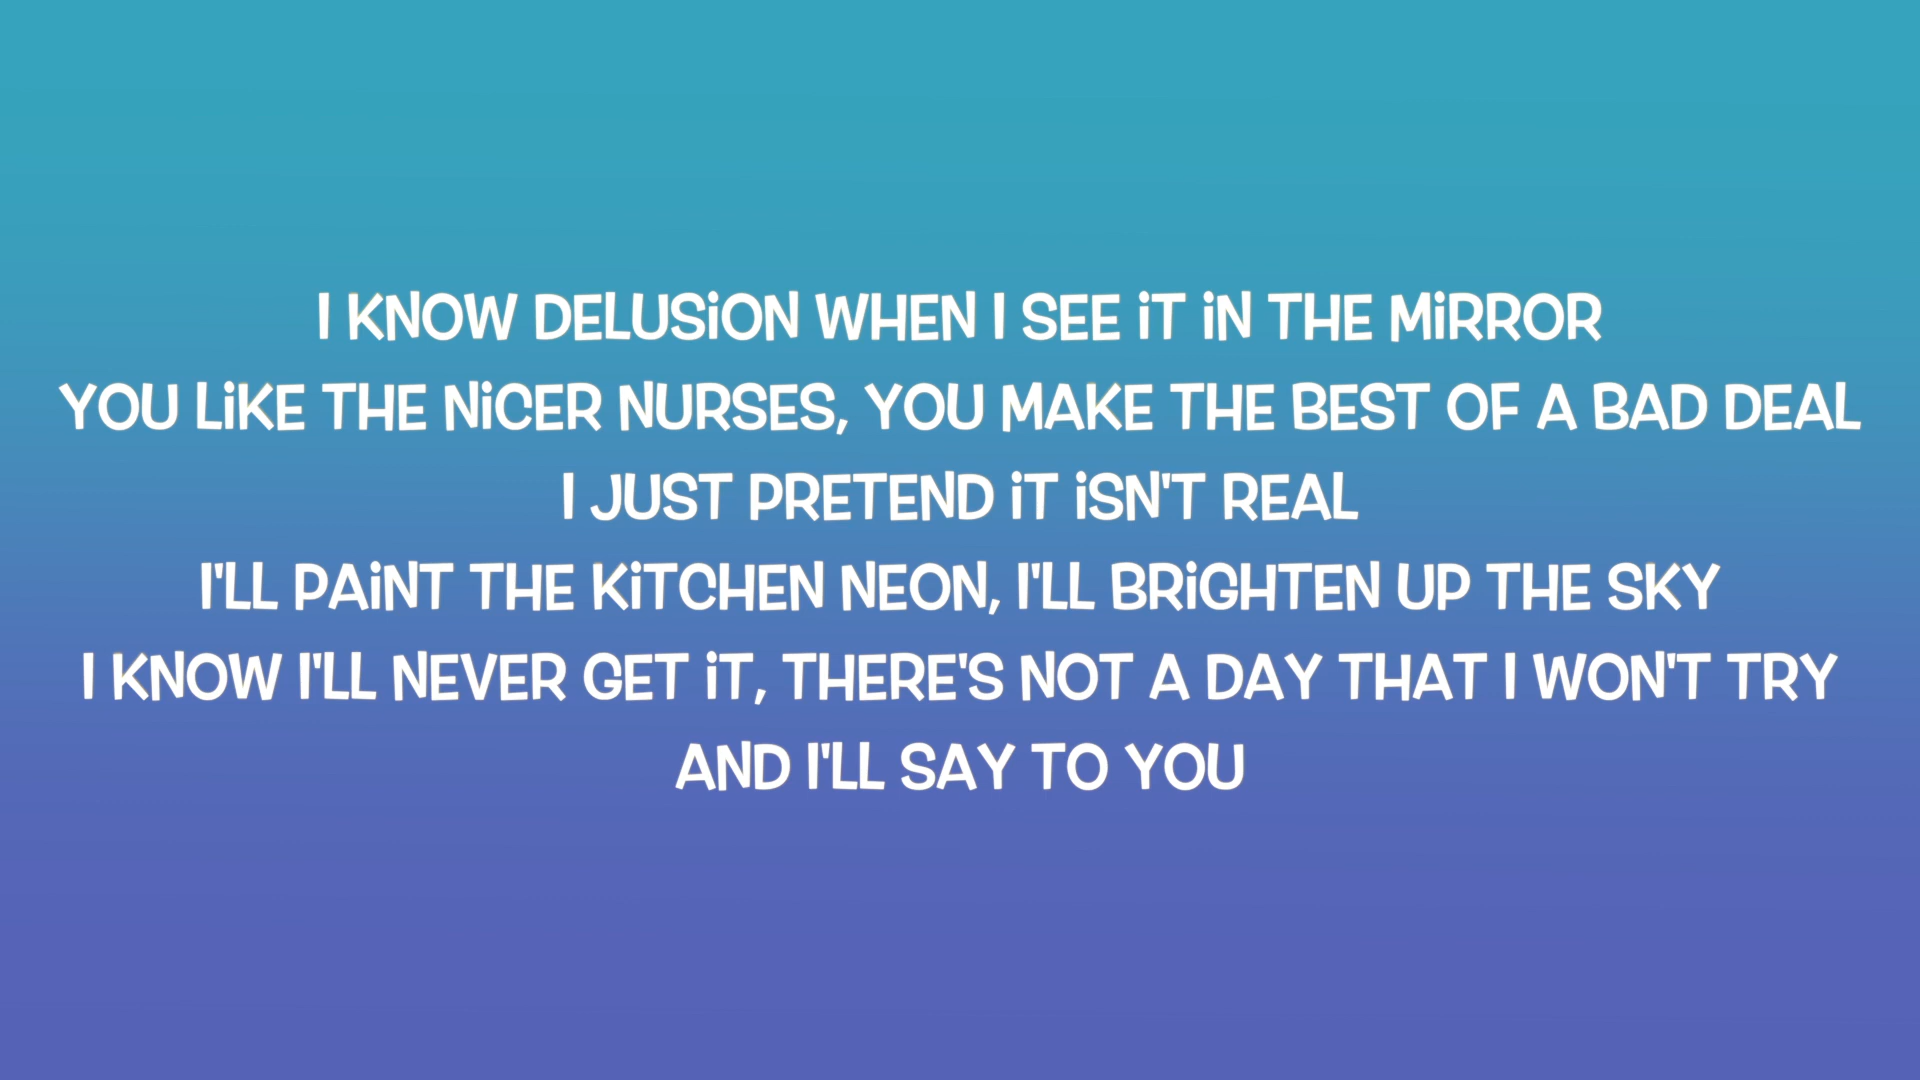 I KNOW DELUSiON WHEN I SEE iT iN THE MiRROR
YOU LiKE THE NiCER NURSES, YOU MAKE THE BEST OF A BAD DEAL
I JUST PRETEND iT iSN'T REAL
I'LL PAiNT THE KiTCHEN NEON, I'LL BRiGHTEN UP THE SKY
I KNOW I'LL NEVER GET iT, THERE'S NOT A DAY THAT I WON'T TRY
AND I'LL SAY TO YOU